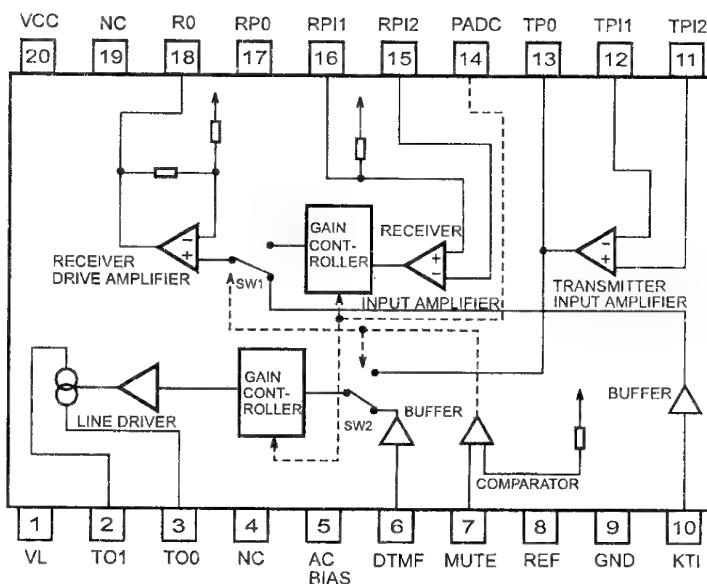 VCC NC R0 RP0 RPI1 RPI2 PADC TP0 TPI1 TPI2
20 19 18 17 16 15 14 13 12 11
GAIN
CONT-
ROLLER
RECEIVER
INPUT AMPLIFIER
RECEIVER
DRIVE AMPLIFIER
SW1
TRANSMITTER
INPUT AMPLIFIER
GAIN
CONT-
ROLLER
LINE DRIVER
SW2
BUFFER
BUFFER
COMPARATOR
1 2 3 4 5 6 7 8 9 10
VL TO1 TO0 NC AC DTMF MUTE REF GND KTI
BIAS